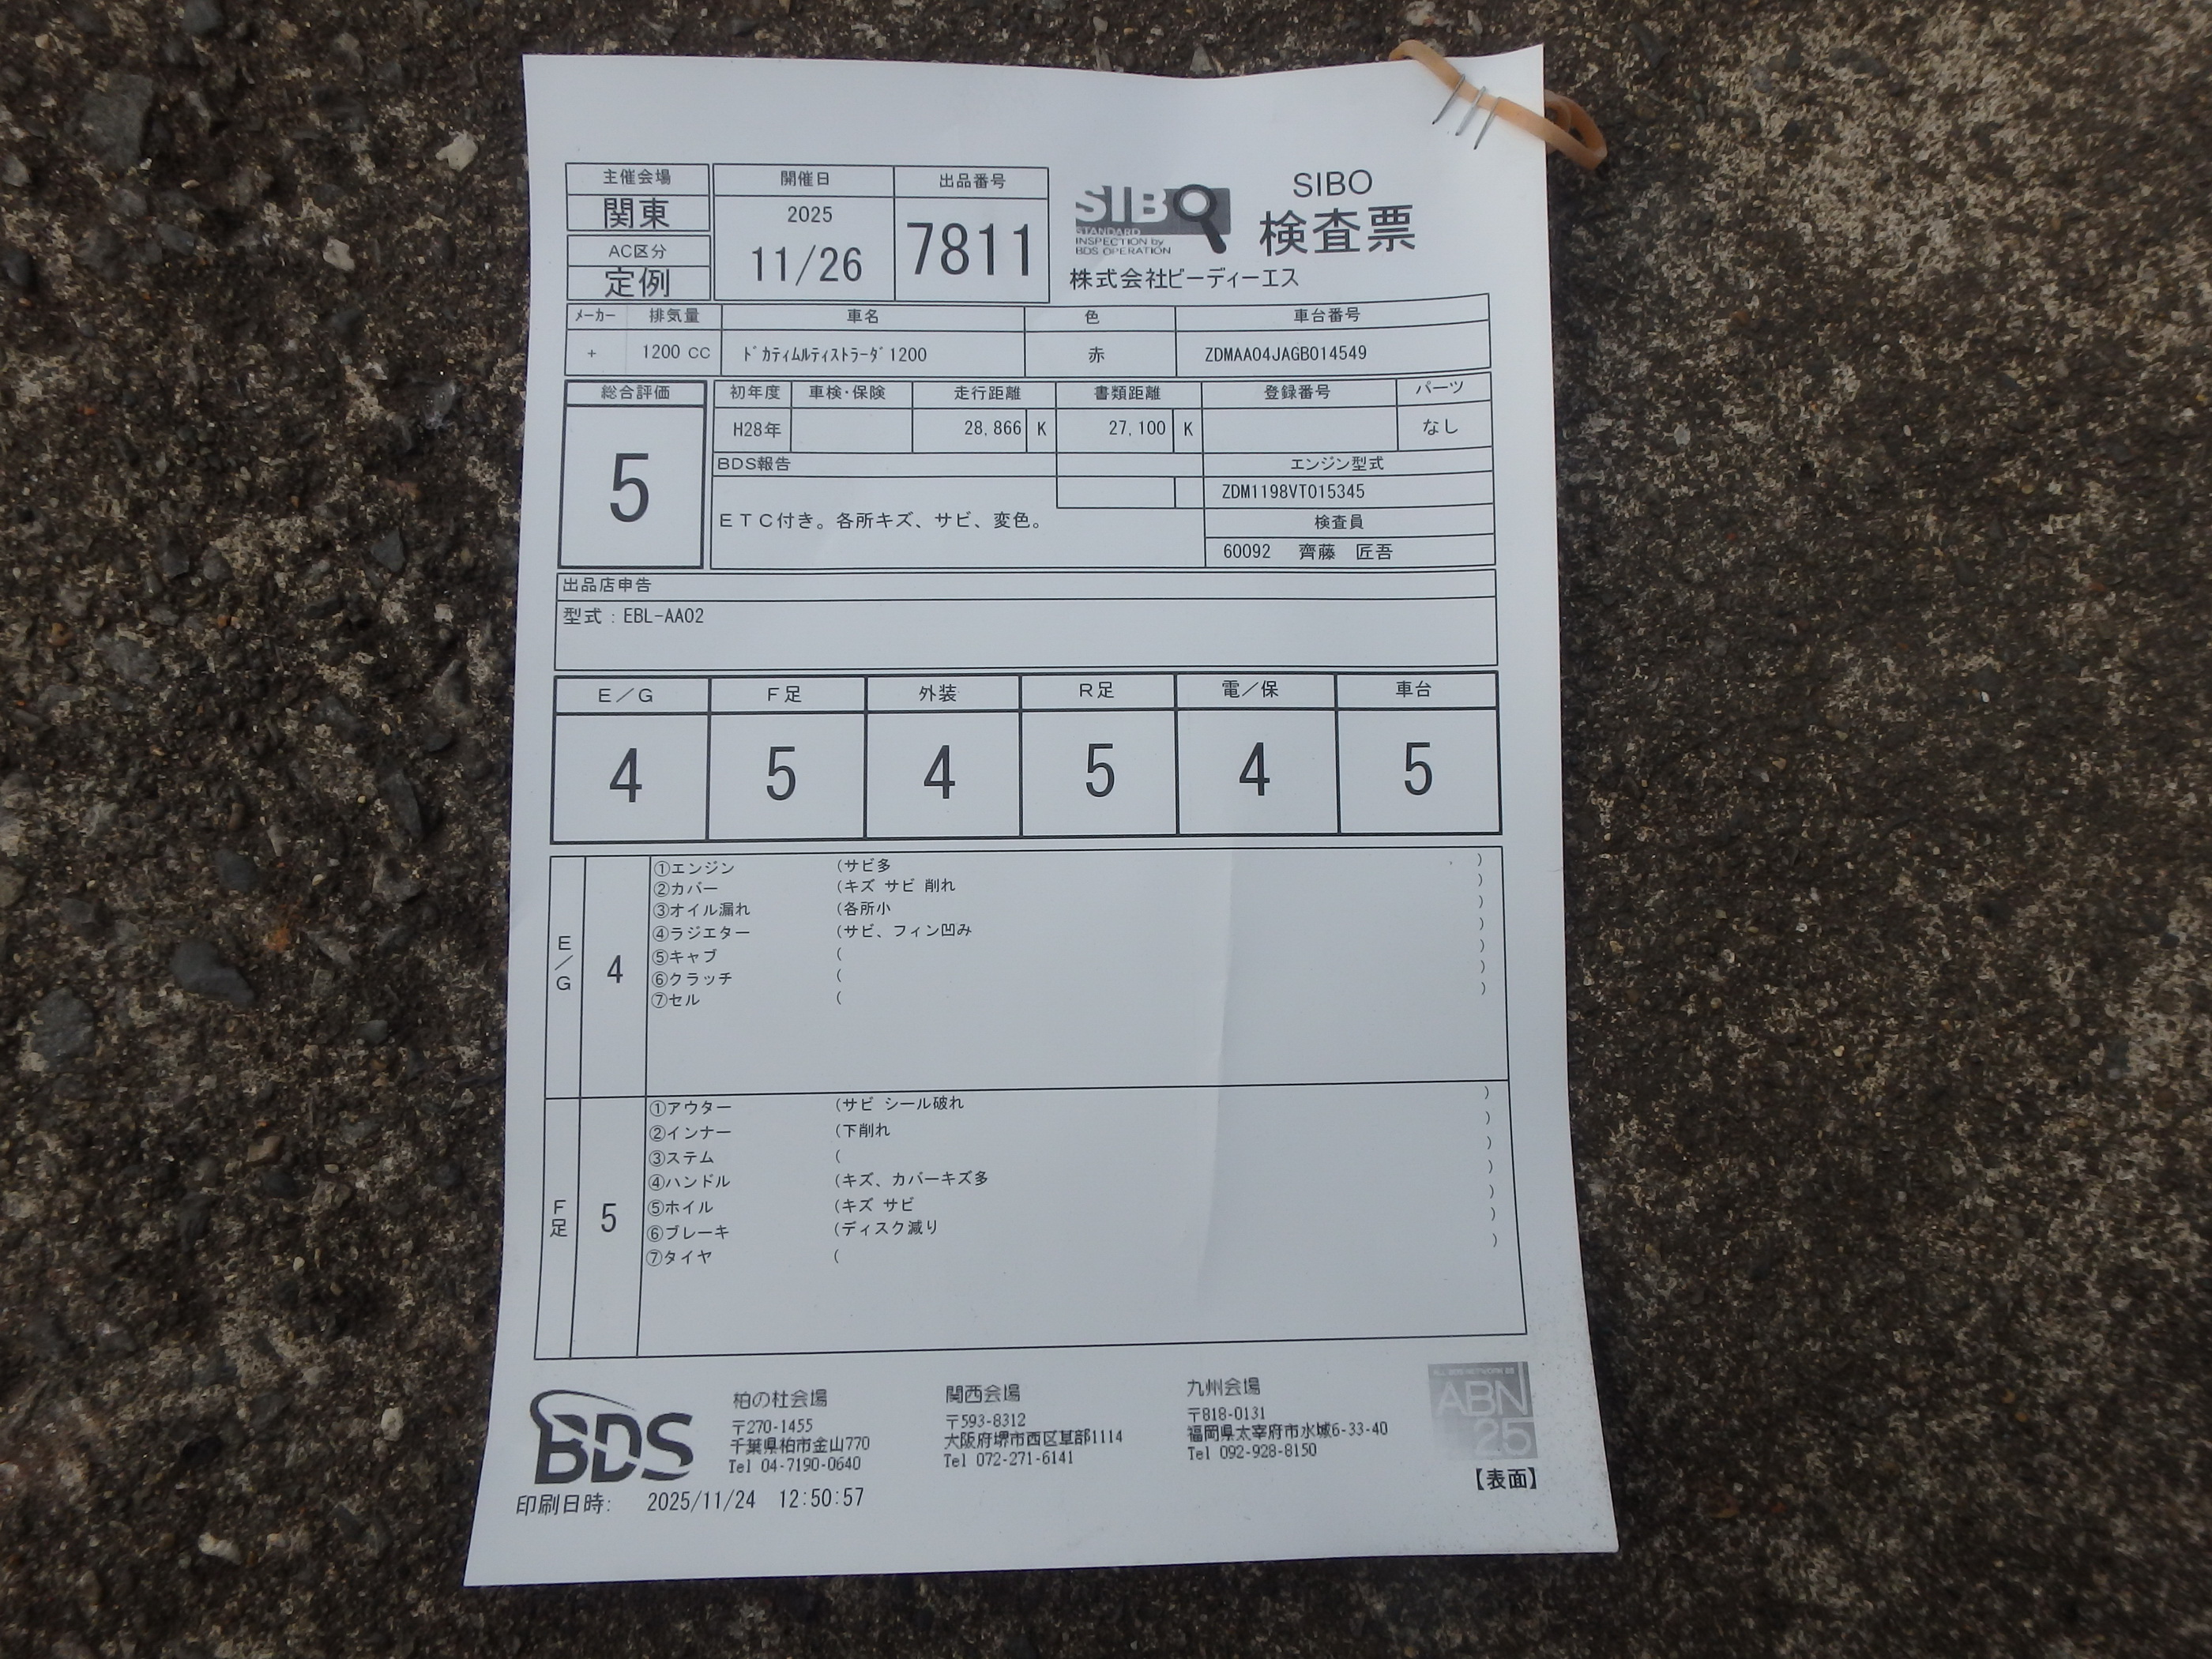 主催会場
関東
AC区分
定例
開催日
2025
11/26
出品番号
7811
SIBO
STANDARD
INSPECTION by
BDS OPERATION
SIBO
検査票
株式会社ビーディーエス
ﾒｰｶｰ 排気量 車名 色 車台番号
+ 1200 CC ﾄﾞｶﾃｨﾑﾙﾃｨｽﾄﾗｰﾀﾞ1200 赤 ZDMAA04JAGB014549
総合評価
5
初年度 車検・保険 走行距離 書類距離 登録番号 パーツ
H28年 28,866 K 27,100 K なし
BDS報告
ETC付き。各所キズ、サビ、変色。
エンジン型式
ZDM1198VT015345
検査員
60092 齊藤 匠吾
出品店申告
型式：EBL-AA02
E／G F足 外装 R足 電／保 車台
4 5 4 5 4 5
E／G
4
①エンジン (サビ多 )
②カバー (キズ サビ 削れ )
③オイル漏れ (各所小 )
④ラジエター (サビ、フィン凹み )
⑤キャブ ( )
⑥クラッチ ( )
⑦セル ( )
F足
5
①アウター (サビ シール破れ )
②インナー (下削れ )
③ステム ( )
④ハンドル (キズ、カバーキズ多 )
⑤ホイル (キズ サビ )
⑥ブレーキ (ディスク減り )
⑦タイヤ ( )
BDS
柏の杜会場
〒270-1455
千葉県柏市金山770
Tel 04-7190-0640
関西会場
〒593-8312
大阪府堺市西区草部1114
Tel 072-271-6141
九州会場
〒818-0131
福岡県太宰府市水城6-33-40
Tel 092-928-8150
ABN
25
【表面】
印刷日時: 2025/11/24 12:50:57